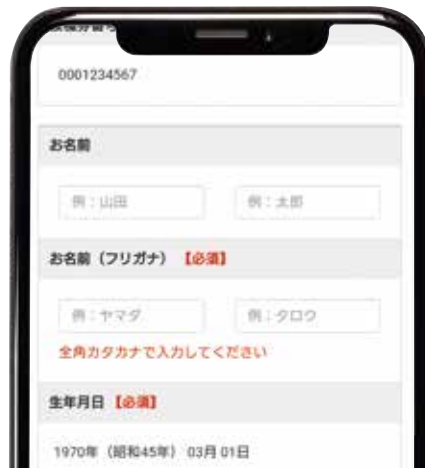 0001234567
お名前
例：山田 例：太郎
お名前（フリガナ）【必須】
例：ヤマダ 例：タロウ
全角カタカナで入力してください
生年月日【必須】
1970年（昭和45年） 03月 01日